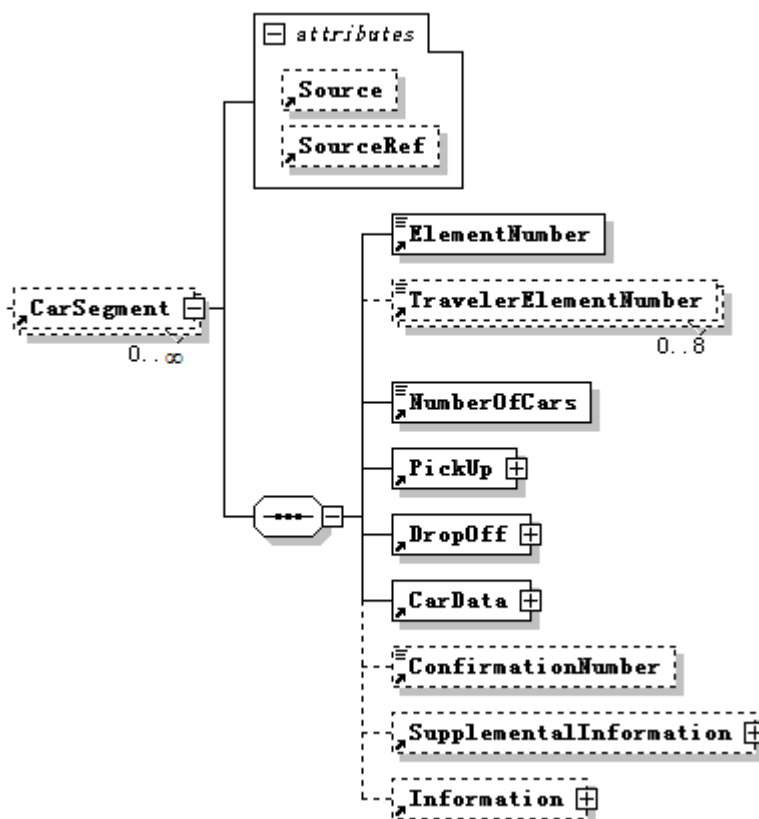 attributes
Source
SourceRef
ElementNumber
CarSegment
TravelerElementNumber
0..∞
0..8
NumberOfCars
PickUp
DropOff
CarData
ConfirmationNumber
SupplementalInformation
Information